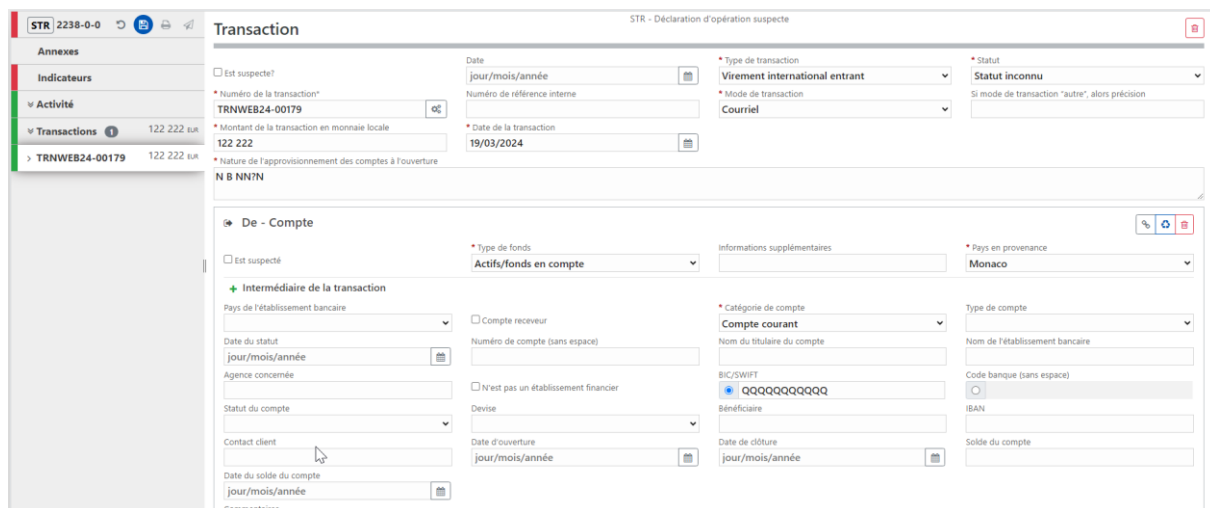 STR 2238-0-0
Annexes
Indicateurs
Activité
Transactions 1 122 222 EUR
TRNWEB24-00179 122 222 EUR
STR - Déclaration d'opération suspecte
Transaction
Est suspecte?
Date
jour/mois/année
* Type de transaction
Virement international entrant
* Statut
Statut inconnu
* Numéro de la transaction*
TRNWEB24-00179
Numéro de référence interne
* Mode de transaction
Courriel
Si mode de transaction "autre", alors précision
* Montant de la transaction en monnaie locale
122 222
* Date de la transaction
19/03/2024
* Nature de l'approvisionnement des comptes à l'ouverture
N B NN?N
De - Compte
Est suspecté
* Type de fonds
Actifs/fonds en compte
Informations supplémentaires
* Pays en provenance
Monaco
+ Intermédiaire de la transaction
Pays de l'établissement bancaire
Compte receveur
* Catégorie de compte
Compte courant
Type de compte
Date du statut
jour/mois/année
Numéro de compte (sans espace)
Nom du titulaire du compte
Nom de l'établissement bancaire
Agence concernée
N'est pas un établissement financier
BIC/SWIFT
QQQQQQQQQQQ
Code banque (sans espace)
Statut du compte
Devise
Bénéficiaire
IBAN
Contact client
Date d'ouverture
jour/mois/année
Date de clôture
jour/mois/année
Solde du compte
Date du solde du compte
jour/mois/année
Commentaires